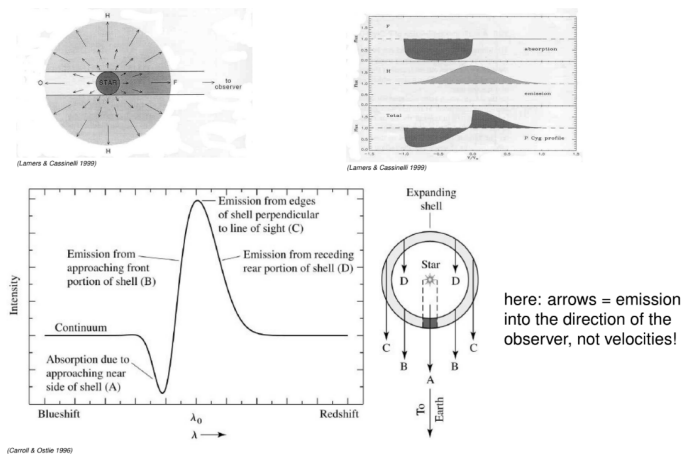 H
O
STAR
F
to
observer
H
(Lamers & Cassinelli 1999)
F
absorption
H
emission
Total
P Cyg profile
(Lamers & Cassinelli 1999)
Intensity
Emission from edges
of shell perpendicular
to line of sight (C)
Emission from
approaching front
portion of shell (B)
Emission from receding
rear portion of shell (D)
Continuum
Absorption due to
approaching near
side of shell (A)
Blueshift
λ₀
Redshift
λ
Expanding
shell
Star
D
D
C
C
B
B
A
To
Earth
here: arrows = emission
into the direction of the
observer, not velocities!
(Carroll & Ostlie 1996)